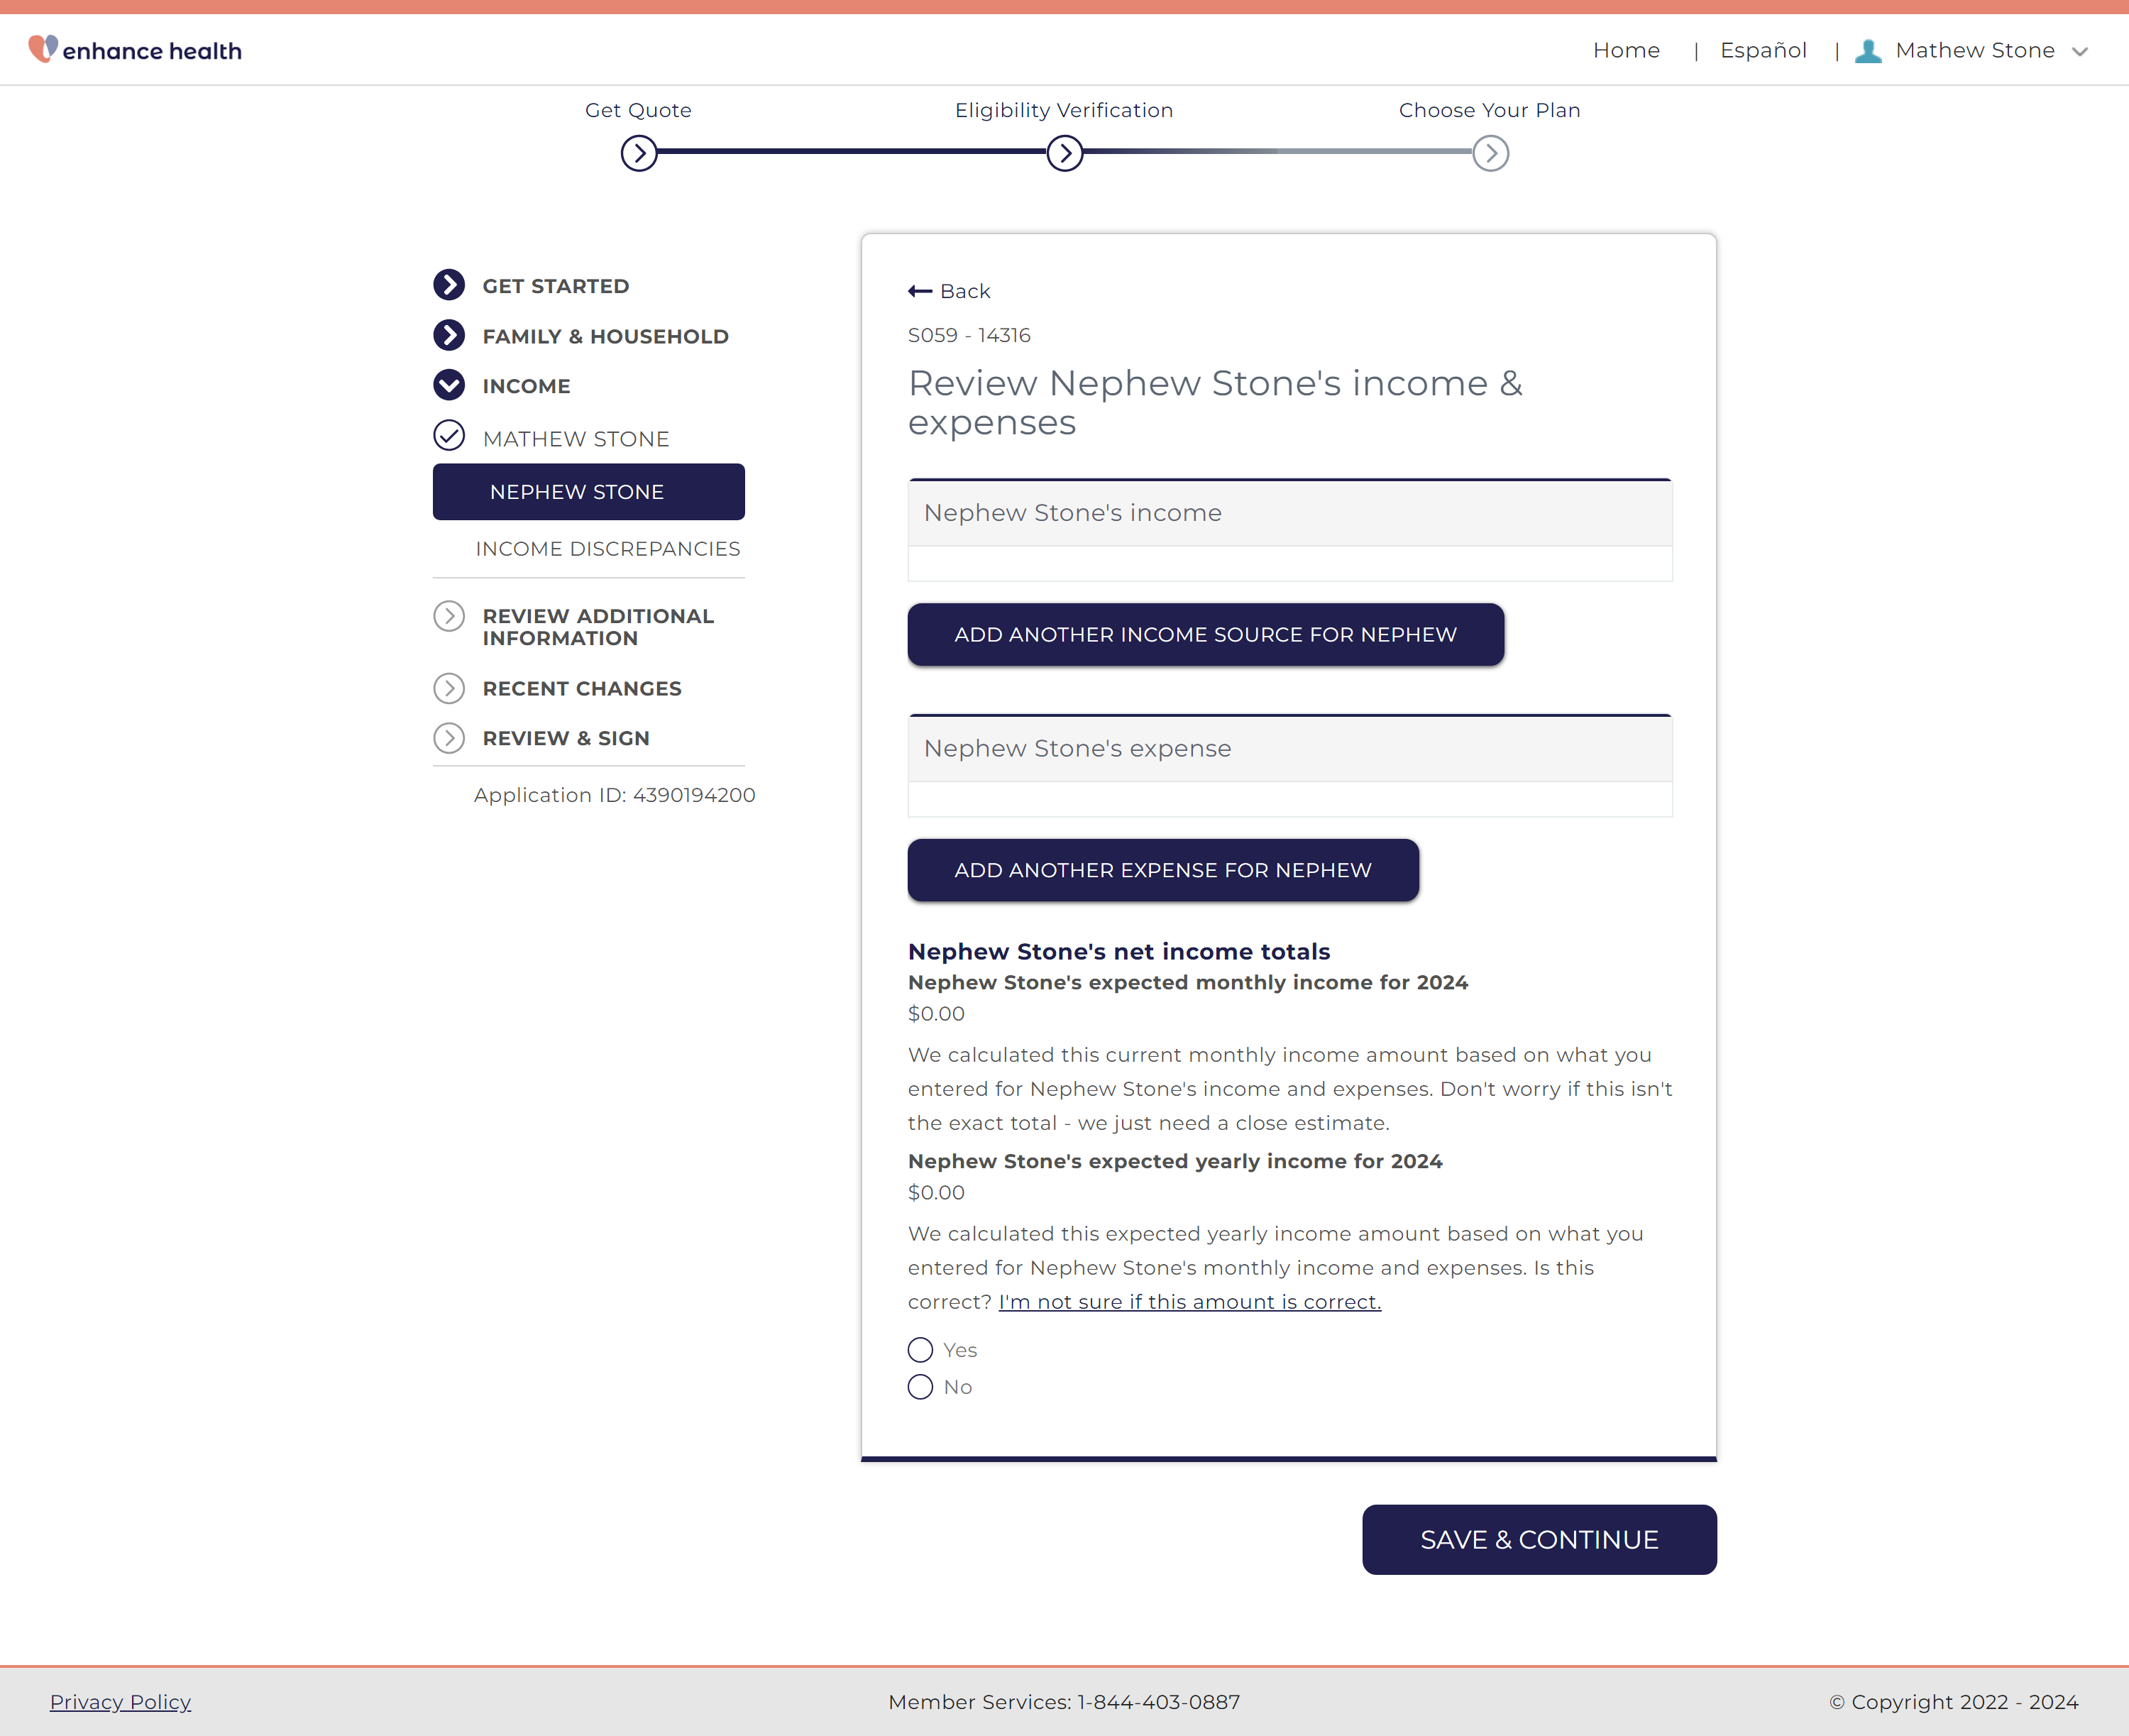 enhance health
Home | Español | Mathew Stone
Get Quote
Eligibility Verification
Choose Your Plan
GET STARTED
FAMILY & HOUSEHOLD
INCOME
MATHEW STONE
NEPHEW STONE
INCOME DISCREPANCIES
REVIEW ADDITIONAL
INFORMATION
RECENT CHANGES
REVIEW & SIGN
Application ID: 4390194200
Back
S059 - 14316
Review Nephew Stone's income &
expenses
Nephew Stone's income
ADD ANOTHER INCOME SOURCE FOR NEPHEW
Nephew Stone's expense
ADD ANOTHER EXPENSE FOR NEPHEW
Nephew Stone's net income totals
Nephew Stone's expected monthly income for 2024
$0.00
We calculated this current monthly income amount based on what you
entered for Nephew Stone's income and expenses. Don't worry if this isn't
the exact total - we just need a close estimate.
Nephew Stone's expected yearly income for 2024
$0.00
We calculated this expected yearly income amount based on what you
entered for Nephew Stone's monthly income and expenses. Is this
correct? I'm not sure if this amount is correct.
Yes
No
SAVE & CONTINUE
Privacy Policy
Member Services: 1-844-403-0887
© Copyright 2022 - 2024